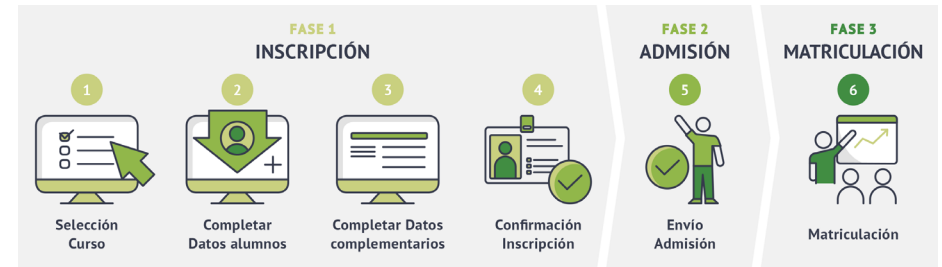 FASE 1
INSCRIPCIÓN
1
Selección
Curso
2
Completar
Datos alumnos
3
Completar Datos
complementarios
4
Confirmación
Inscripción
FASE 2
ADMISIÓN
5
Envío
Admisión
FASE 3
MATRICULACIÓN
6
Matriculación